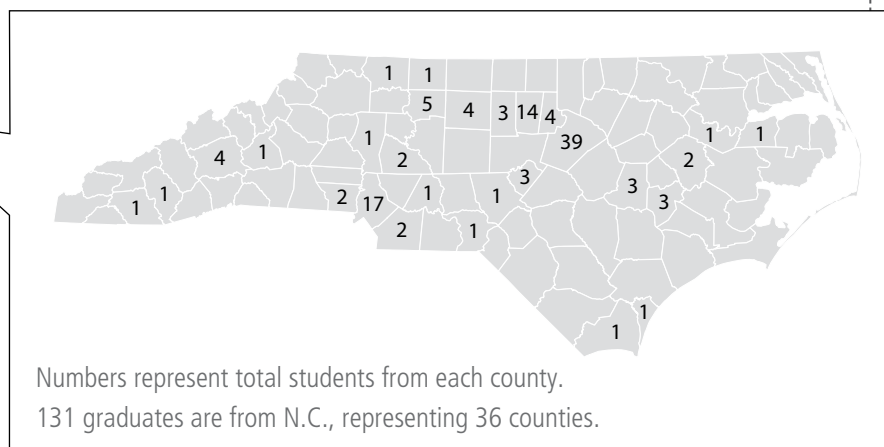 1 1
5 4 3 14 4
1 39 1 1
4 1 2 2
3
1 1 2 17 1 1 3 3
2 1
1
1
Numbers represent total students from each county.
131 graduates are from N.C., representing 36 counties.